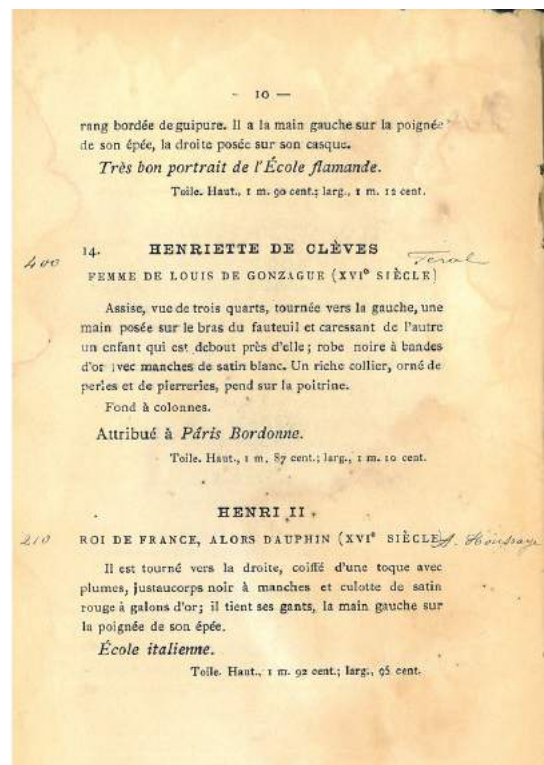 - 10 —
rang bordée de guipure. Il a la main gauche sur la poignée
de son épée, la droite posée sur son casque.
Très bon portrait de l'École flamande.
Toile. Haut., 1 m. 90 cent.; larg., 1 m. 12 cent.
400 14. HENRIETTE DE CLÈVES Feral
FEMME DE LOUIS DE GONZAGUE (XVIᵉ SIÈCLE)
Assise, vue de trois quarts, tournée vers la gauche, une
main posée sur le bras du fauteuil et caressant de l'autre
un enfant qui est debout près d'elle; robe noire à bandes
d'or avec manches de satin blanc. Un riche collier, orné de
perles et de pierreries, pend sur la poitrine.
Fond à colonnes.
Attribué à Pâris Bordonne.
Toile. Haut., 1 m. 87 cent.; larg., 1 m. 10 cent.
HENRI II
210 ROI DE FRANCE, ALORS DAUPHIN (XVIᵉ SIÈCLE) A. Houssaye
Il est tourné vers la droite, coiffé d'une toque avec
plumes, justaucorps noir à manches et culotte de satin
rouge à galons d'or; il tient ses gants, la main gauche sur
la poignée de son épée.
École italienne.
Toile. Haut., 1 m. 92 cent.; larg., 95 cent.